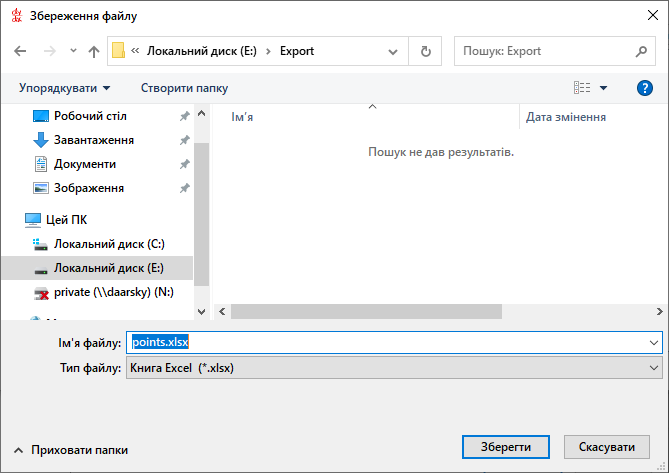 Збереження файлу
« Локальний диск (E:) › Export
Пошук: Export
Упорядкувати
Створити папку
Робочий стіл
Завантаження
Документи
Зображення
Цей ПК
Локальний диск (C:)
Локальний диск (E:)
private (\\daarsky) (N:)
Ім’я
Дата змінення
Пошук не дав результатів.
Ім'я файлу: points.xlsx
Тип файлу: Книга Excel (*.xlsx)
Приховати папки
Зберегти
Скасувати